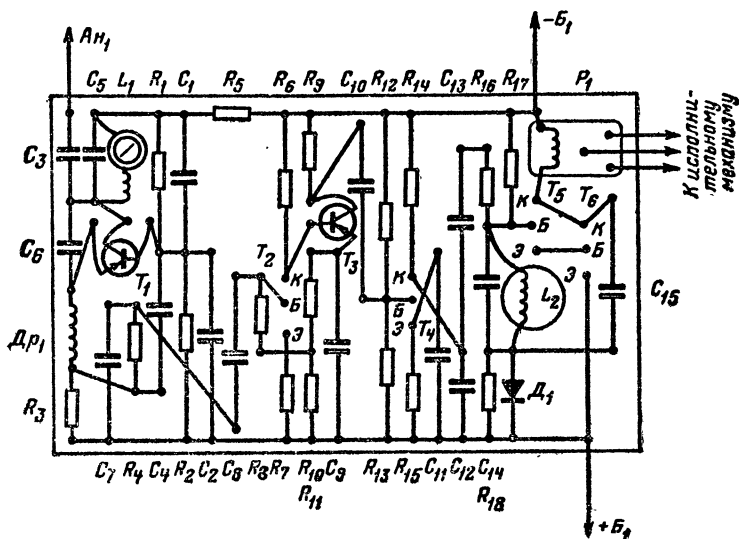 Ан₁
-Б₁
C₅ L₁ R₁ C₁ R₅ R₆ R₉ C₁₀ R₁₂ R₁₄ C₁₃ R₁₆ R₁₇ P₁
К исполни-
тельному
механизму
C₃
C₆
T₁
T₂
К
Б
Э
T₃
К
Б
Э
T₄
К
T₅
Б
Э
T₆
К
Б
Э
L₂
C₁₅
Др₁
R₃
Д₁
C₇ R₄ C₄ R₂ C₂ C₈ R₈ R₇ R₁₀ C₉ R₁₃ R₁₅ C₁₁ C₁₂ C₁₄
R₁₁
R₁₈
+Б₁